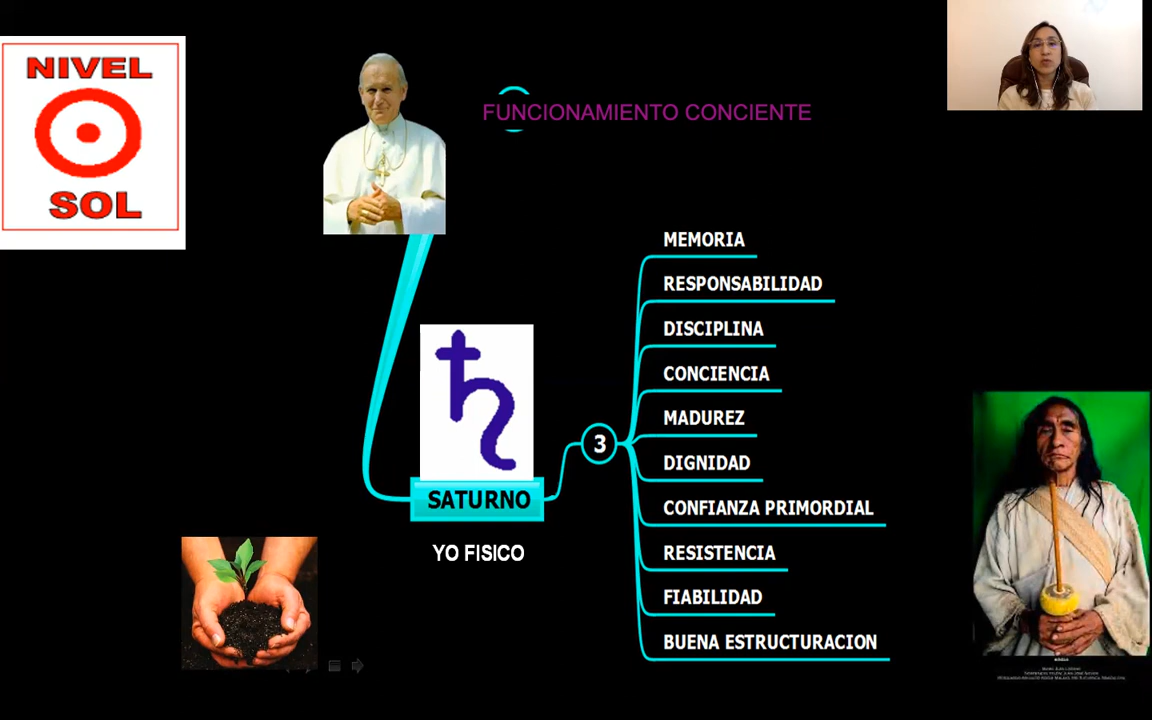 NIVEL
SOL
FUNCIONAMIENTO CONCIENTE
MEMORIA
RESPONSABILIDAD
DISCIPLINA
CONCIENCIA
MADUREZ
DIGNIDAD
CONFIANZA PRIMORDIAL
RESISTENCIA
FIABILIDAD
BUENA ESTRUCTURACION
3
SATURNO
YO FISICO